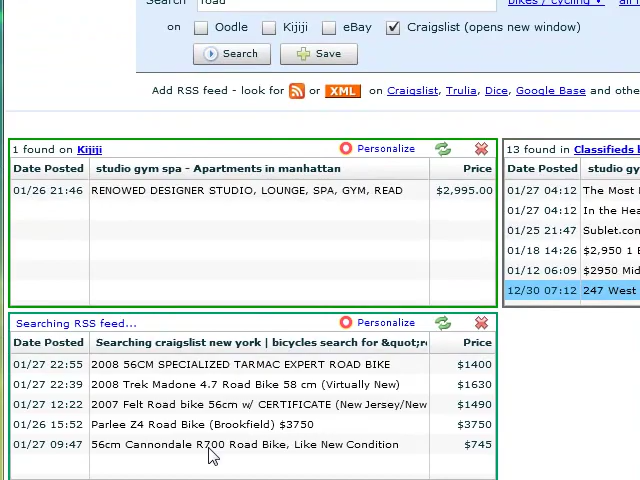 Search road bikes / cycling
on Oodle Kijiji eBay Craigslist (opens new window)
Search Save
Add RSS feed - look for or XML on Craigslist, Trulia, Dice, Google Base and othe
1 found on Kijiji Personalize
Date Posted studio gym spa - Apartments in manhattan Price
01/26 21:46 RENOWED DESIGNER STUDIO, LOUNGE, SPA, GYM, READ $2,995.00
13 found in Classifieds b
Date Posted studio gy
01/27 04:12 The Most
01/27 04:12 In the Hea
01/25 21:47 Sublet.con
01/18 14:26 $2,950 1
01/12 06:09 $2950 Mid
12/30 07:12 247 West
Searching RSS feed... Personalize
Date Posted Searching craigslist new york | bicycles search for &quot;r Price
01/27 22:55 2008 56CM SPECIALIZED TARMAC EXPERT ROAD BIKE $1400
01/27 22:39 2008 Trek Madone 4.7 Road Bike 58 cm (Virtually New) $1630
01/27 12:22 2007 Felt Road bike 56cm w/ CERTIFICATE (New Jersey/New $1490
01/26 15:52 Parlee Z4 Road Bike (Brookfield) $3750 $3750
01/27 09:47 56cm Cannondale R700 Road Bike, Like New Condition $745